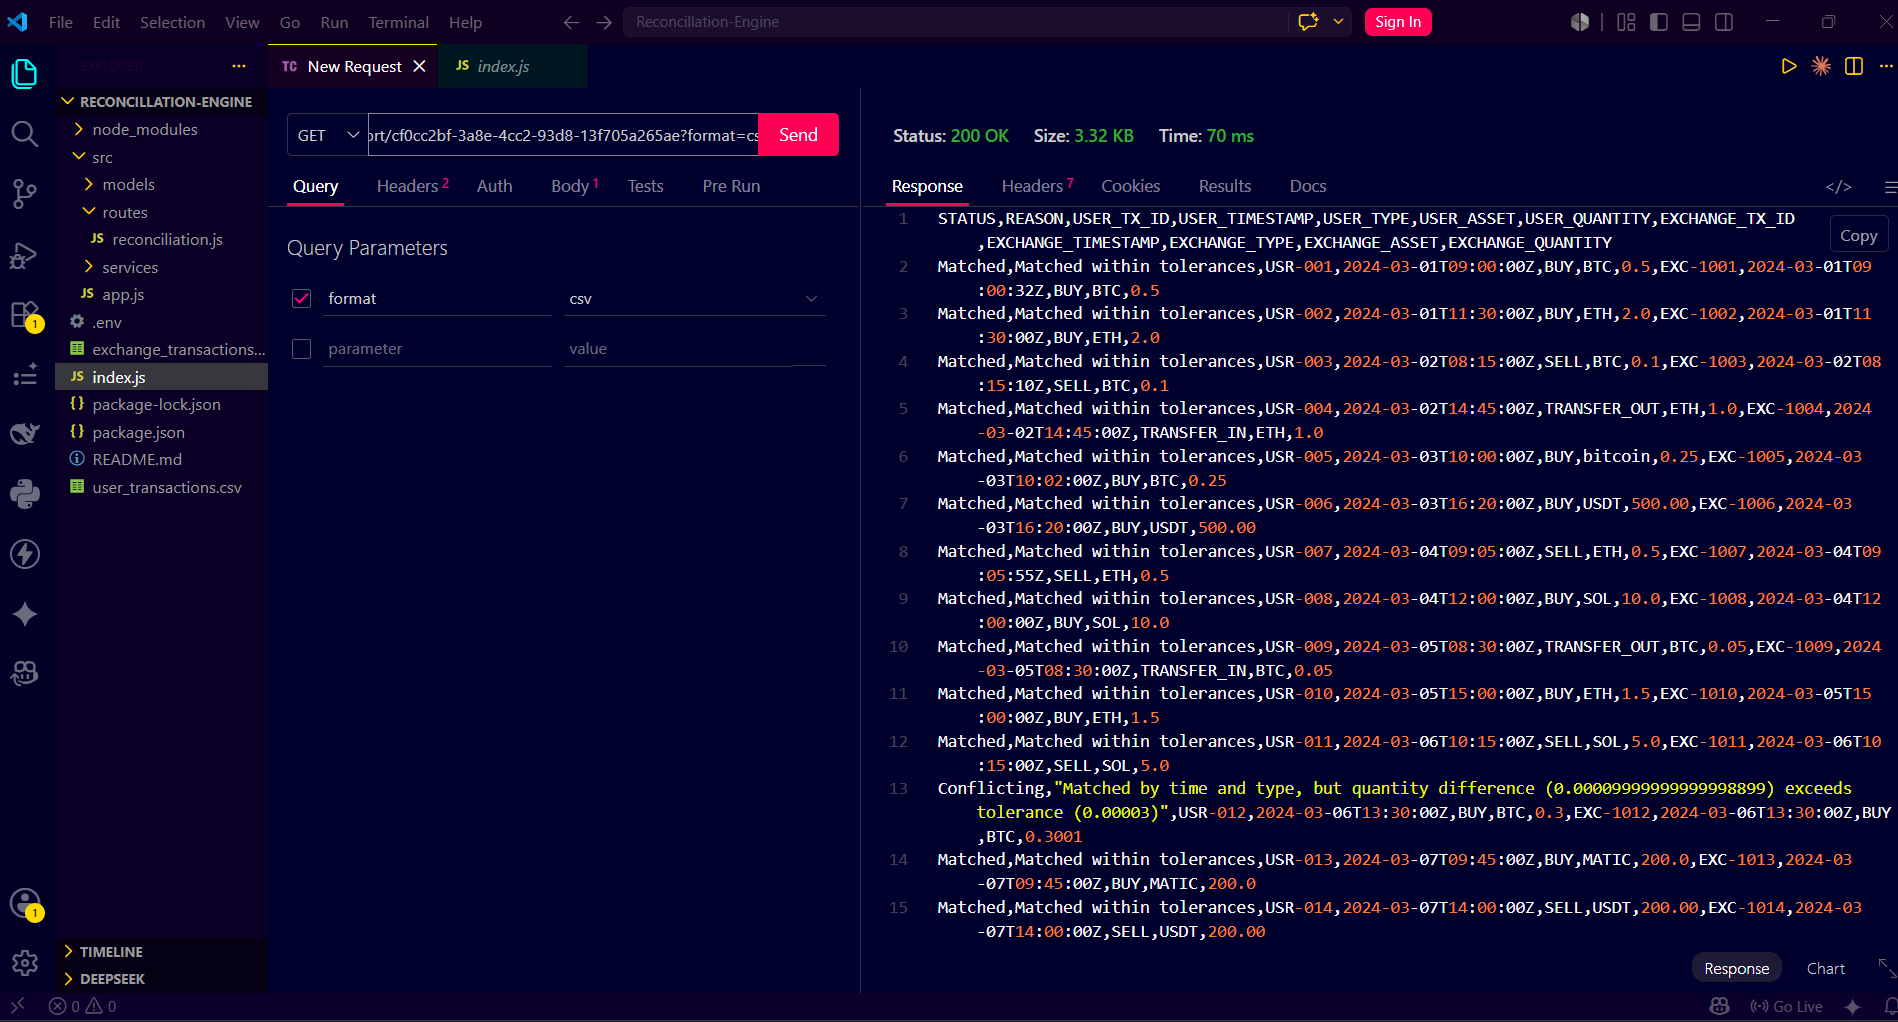 File Edit Selection View Go Run Terminal Help
Reconcillation-Engine
Sign In
EXPLORER
TC New Request
JS index.js
RECONCILLATION-ENGINE
node_modules
src
models
routes
JS reconciliation.js
services
JS app.js
.env
exchange_transactions...
JS index.js
{} package-lock.json
{} package.json
README.md
user_transactions.csv
TIMELINE
DEEPSEEK
1
1
GET
ort/cf0cc2bf-3a8e-4cc2-93d8-13f705a265ae?format=cs
Send
Query Headers 2 Auth Body 1 Tests Pre Run
Query Parameters
format csv
parameter value
Status: 200 OK Size: 3.32 KB Time: 70 ms
Response Headers 7 Cookies Results Docs
</>
Copy
1 STATUS,REASON,USER_TX_ID,USER_TIMESTAMP,USER_TYPE,USER_ASSET,USER_QUANTITY,EXCHANGE_TX_ID
,EXCHANGE_TIMESTAMP,EXCHANGE_TYPE,EXCHANGE_ASSET,EXCHANGE_QUANTITY
2 Matched,Matched within tolerances,USR-001,2024-03-01T09:00:00Z,BUY,BTC,0.5,EXC-1001,2024-03-01T09
:00:32Z,BUY,BTC,0.5
3 Matched,Matched within tolerances,USR-002,2024-03-01T11:30:00Z,BUY,ETH,2.0,EXC-1002,2024-03-01T11
:30:00Z,BUY,ETH,2.0
4 Matched,Matched within tolerances,USR-003,2024-03-02T08:15:00Z,SELL,BTC,0.1,EXC-1003,2024-03-02T08
:15:10Z,SELL,BTC,0.1
5 Matched,Matched within tolerances,USR-004,2024-03-02T14:45:00Z,TRANSFER_OUT,ETH,1.0,EXC-1004,2024
-03-02T14:45:00Z,TRANSFER_IN,ETH,1.0
6 Matched,Matched within tolerances,USR-005,2024-03-03T10:00:00Z,BUY,bitcoin,0.25,EXC-1005,2024-03
-03T10:02:00Z,BUY,BTC,0.25
7 Matched,Matched within tolerances,USR-006,2024-03-03T16:20:00Z,BUY,USDT,500.00,EXC-1006,2024-03
-03T16:20:00Z,BUY,USDT,500.00
8 Matched,Matched within tolerances,USR-007,2024-03-04T09:05:00Z,SELL,ETH,0.5,EXC-1007,2024-03-04T09
:05:55Z,SELL,ETH,0.5
9 Matched,Matched within tolerances,USR-008,2024-03-04T12:00:00Z,BUY,SOL,10.0,EXC-1008,2024-03-04T12
:00:00Z,BUY,SOL,10.0
10 Matched,Matched within tolerances,USR-009,2024-03-05T08:30:00Z,TRANSFER_OUT,BTC,0.05,EXC-1009,2024
-03-05T08:30:00Z,TRANSFER_IN,BTC,0.05
11 Matched,Matched within tolerances,USR-010,2024-03-05T15:00:00Z,BUY,ETH,1.5,EXC-1010,2024-03-05T15
:00:00Z,BUY,ETH,1.5
12 Matched,Matched within tolerances,USR-011,2024-03-06T10:15:00Z,SELL,SOL,5.0,EXC-1011,2024-03-06T10
:15:00Z,SELL,SOL,5.0
13 Conflicting,"Matched by time and type, but quantity difference (0.00009999999999998899) exceeds
tolerance (0.00003)",USR-012,2024-03-06T13:30:00Z,BUY,BTC,0.3,EXC-1012,2024-03-06T13:30:00Z,BUY
,BTC,0.3001
14 Matched,Matched within tolerances,USR-013,2024-03-07T09:45:00Z,BUY,MATIC,200.0,EXC-1013,2024-03
-07T09:45:00Z,BUY,MATIC,200.0
15 Matched,Matched within tolerances,USR-014,2024-03-07T14:00:00Z,SELL,USDT,200.00,EXC-1014,2024-03
-07T14:00:00Z,SELL,USDT,200.00
Response Chart
0 0
Go Live